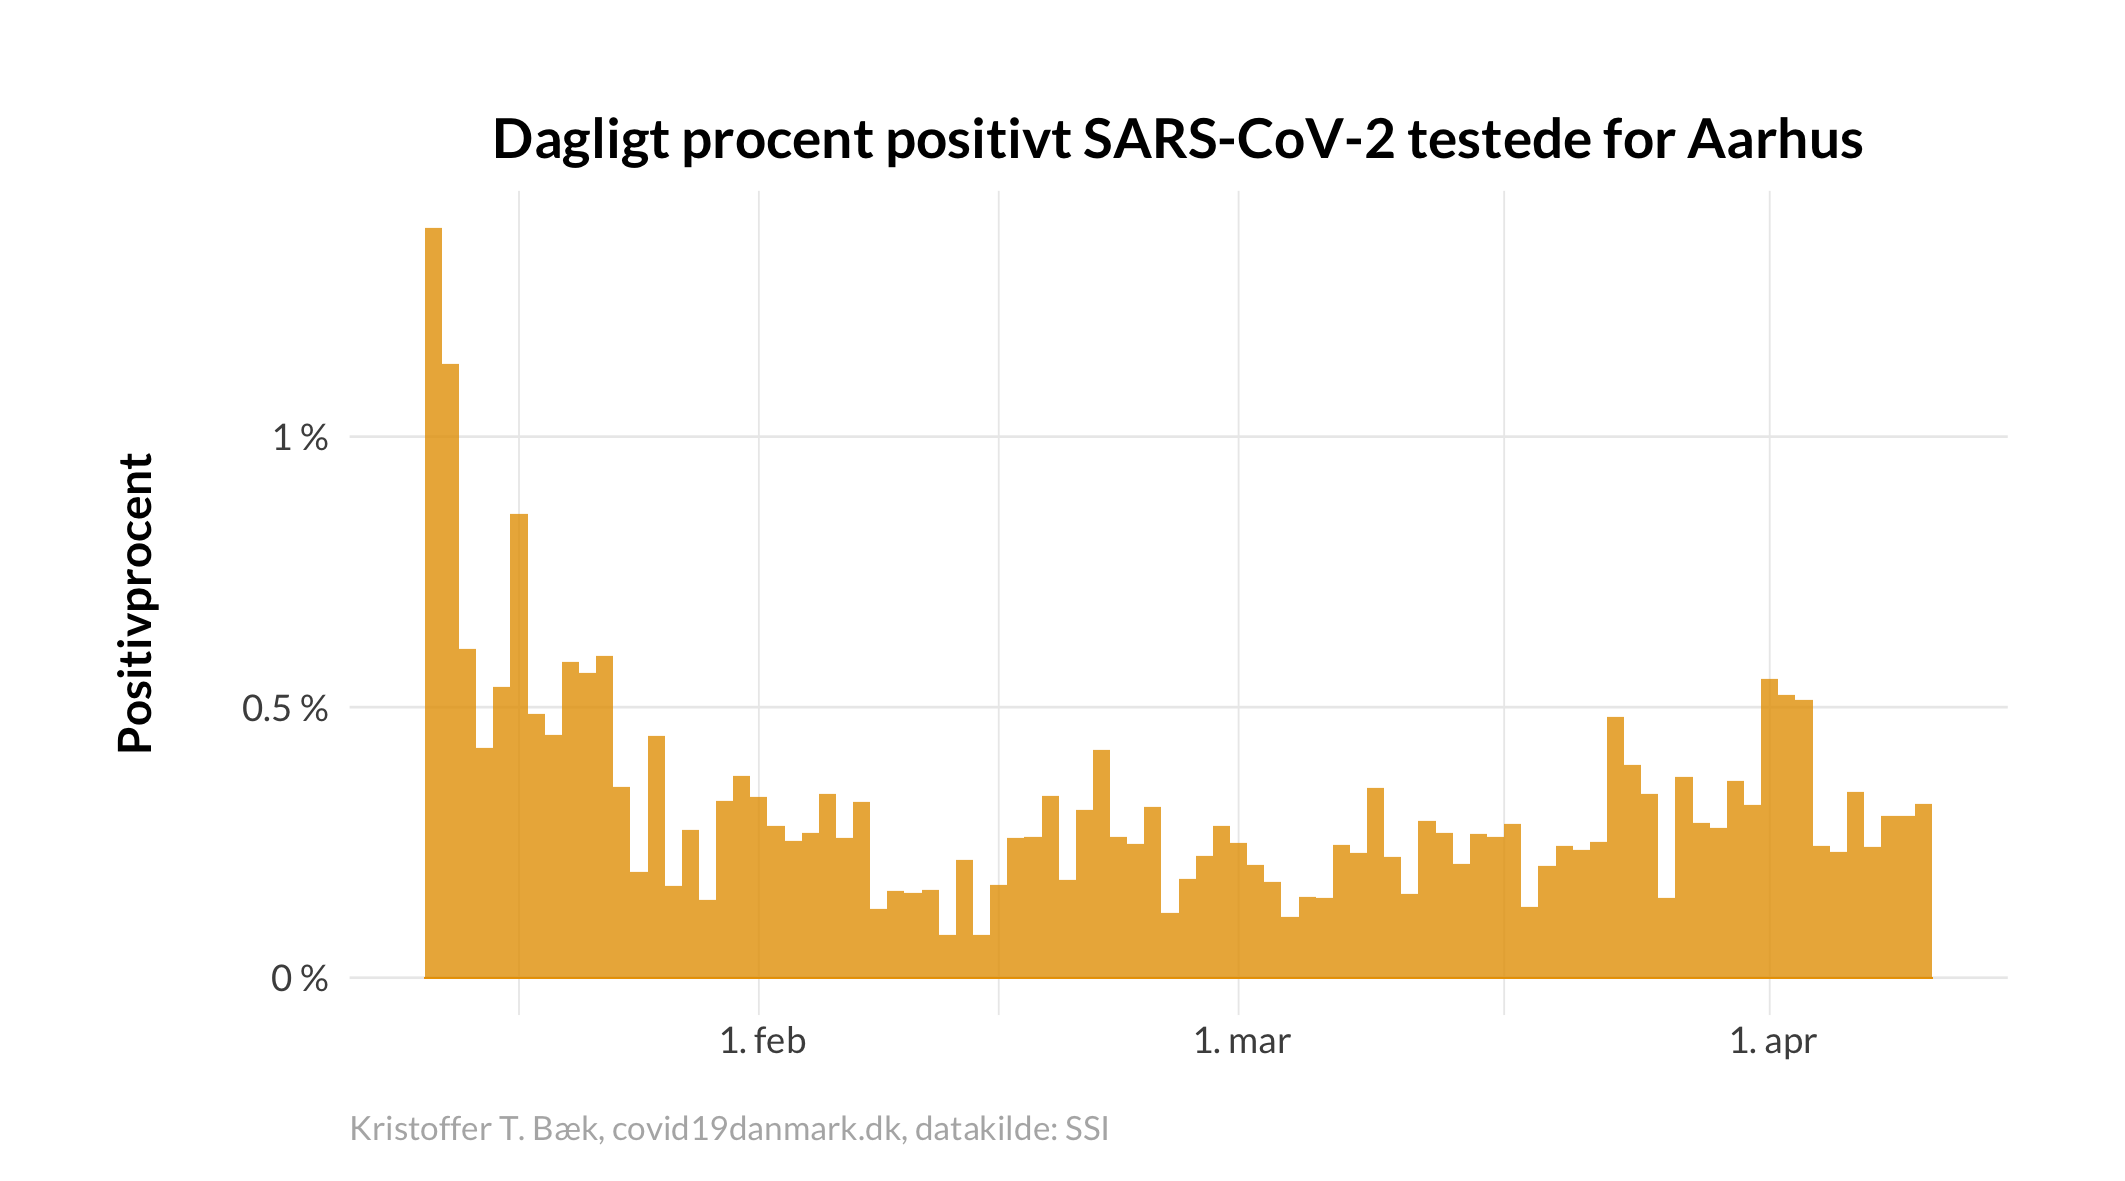 Dagligt procent positivt SARS-CoV-2 testede for Aarhus
Positivprocent
1 %
0.5 %
0 %
1. feb
1. mar
1. apr
Kristoffer T. Bæk, covid19danmark.dk, datakilde: SSI